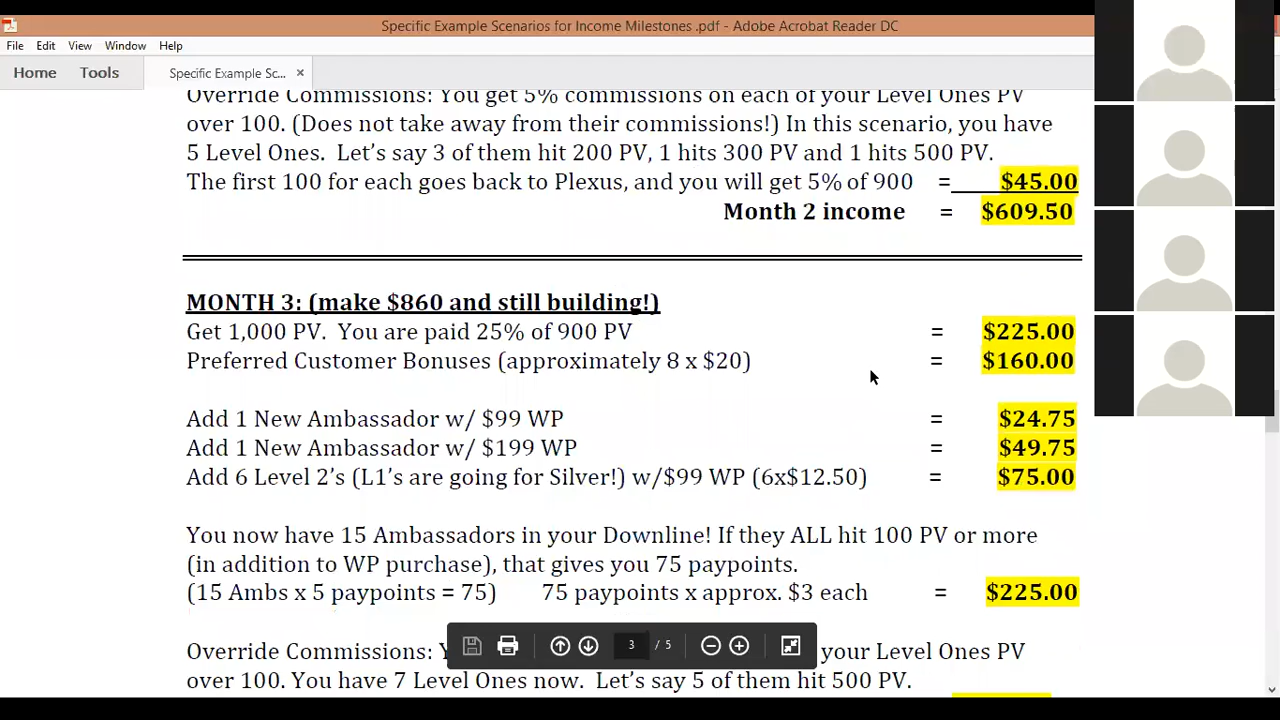 Specific Example Scenarios for Income Milestones .pdf - Adobe Acrobat Reader DC
File Edit View Window Help
Home Tools Specific Example Sc... ×
Override Commissions: You get 5% commissions on each of your Level Ones PV
over 100. (Does not take away from their commissions!) In this scenario, you have
5 Level Ones. Let's say 3 of them hit 200 PV, 1 hits 300 PV and 1 hits 500 PV.
The first 100 for each goes back to Plexus, and you will get 5% of 900 = $45.00
Month 2 income = $609.50
MONTH 3: (make $860 and still building!)
Get 1,000 PV. You are paid 25% of 900 PV = $225.00
Preferred Customer Bonuses (approximately 8 x $20) = $160.00
Add 1 New Ambassador w/ $99 WP = $24.75
Add 1 New Ambassador w/ $199 WP = $49.75
Add 6 Level 2's (L1's are going for Silver!) w/$99 WP (6x$12.50) = $75.00
You now have 15 Ambassadors in your Downline! If they ALL hit 100 PV or more
(in addition to WP purchase), that gives you 75 paypoints.
(15 Ambs x 5 paypoints = 75) 75 paypoints x approx. $3 each = $225.00
3 / 5
Override Commissions: your Level Ones PV
over 100. You have 7 Level Ones now. Let's say 5 of them hit 500 PV.